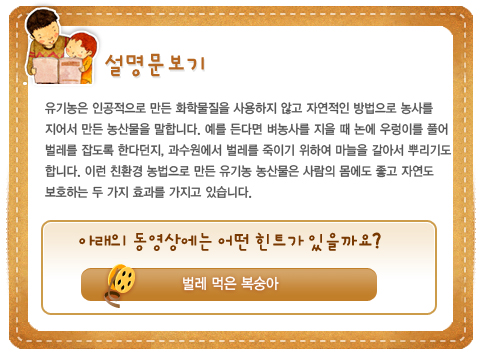 설명문보기
유기농은 인공적으로 만든 화학물질을 사용하지 않고 자연적인 방법으로 농사를
지어서 만든 농산물을 말합니다. 예를 든다면 벼농사를 지을 때 논에 우렁이를 풀어
벌레를 잡도록 한다던지, 과수원에서 벌레를 죽이기 위하여 마늘을 갈아서 뿌리기도
합니다. 이런 친환경 농법으로 만든 유기농 농산물은 사람의 몸에도 좋고 자연도
보호하는 두 가지 효과를 가지고 있습니다.
아래의 동영상에는 어떤 힌트가 있을까요?
벌레 먹은 복숭아